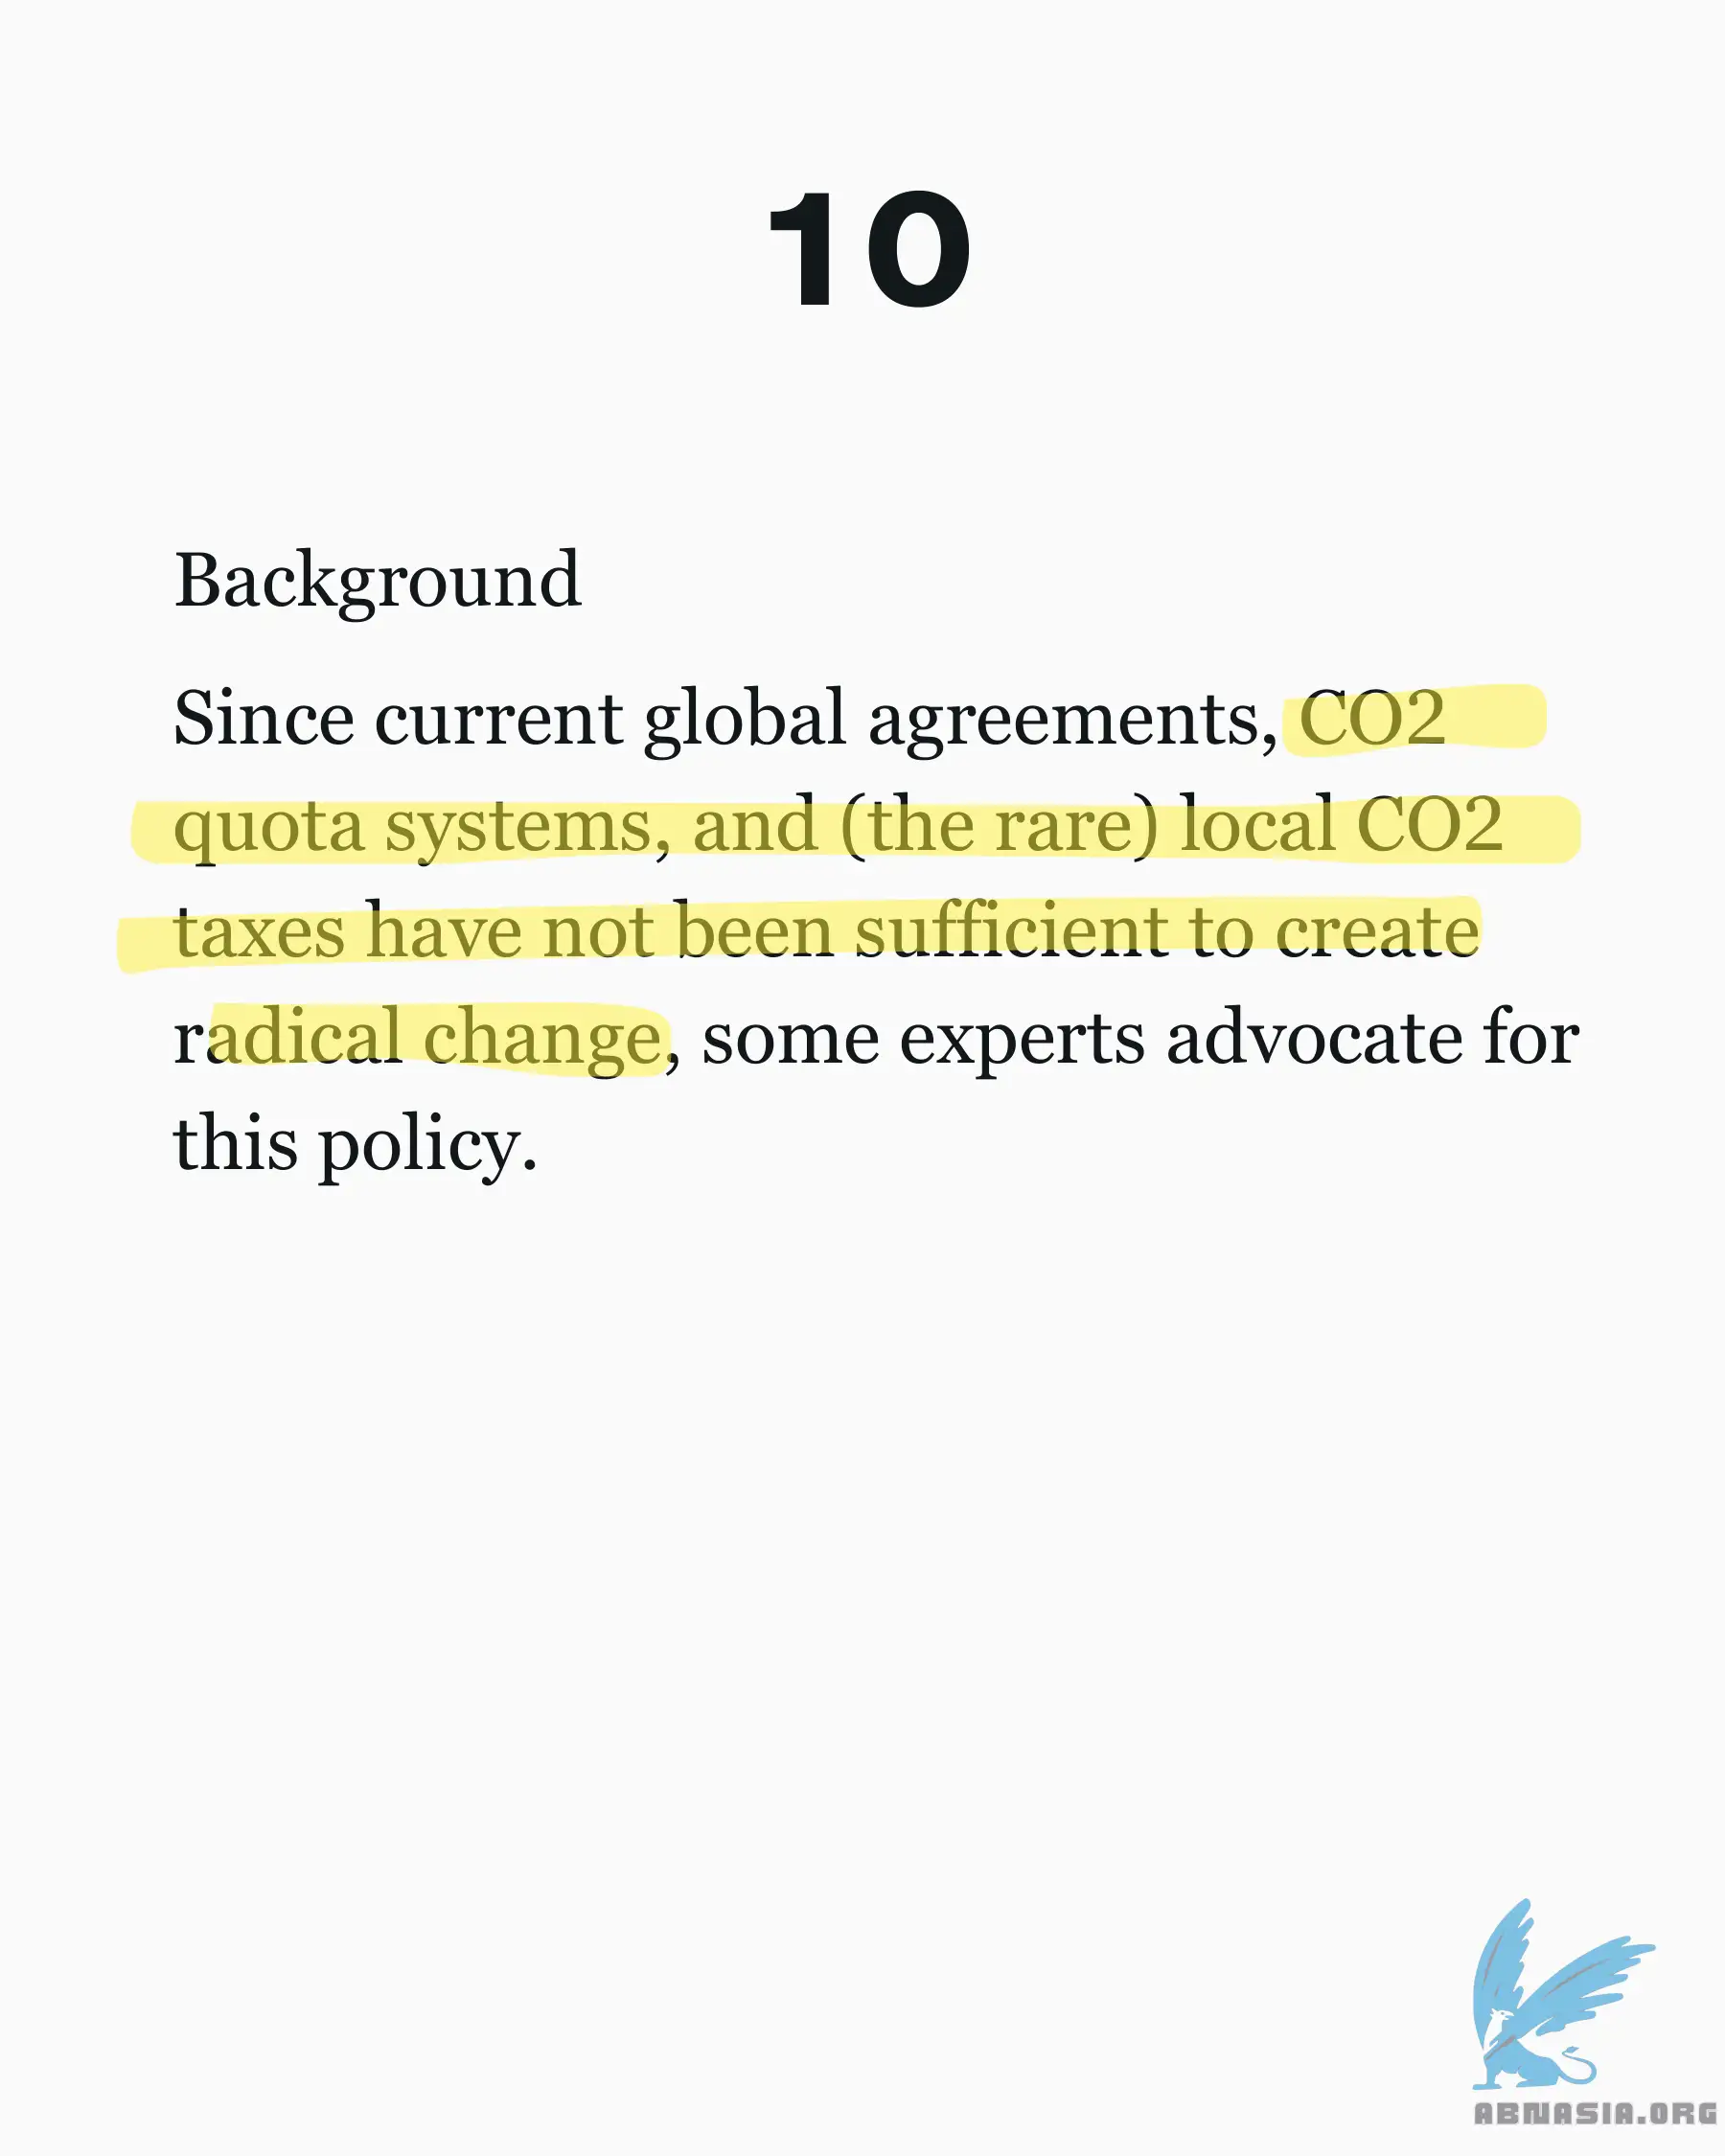 10
Background
Since current global agreements, CO2
quota systems, and (the rare) local CO2
taxes have not been sufficient to create
radical change, some experts advocate for
this policy.
ABNASIA.ORG